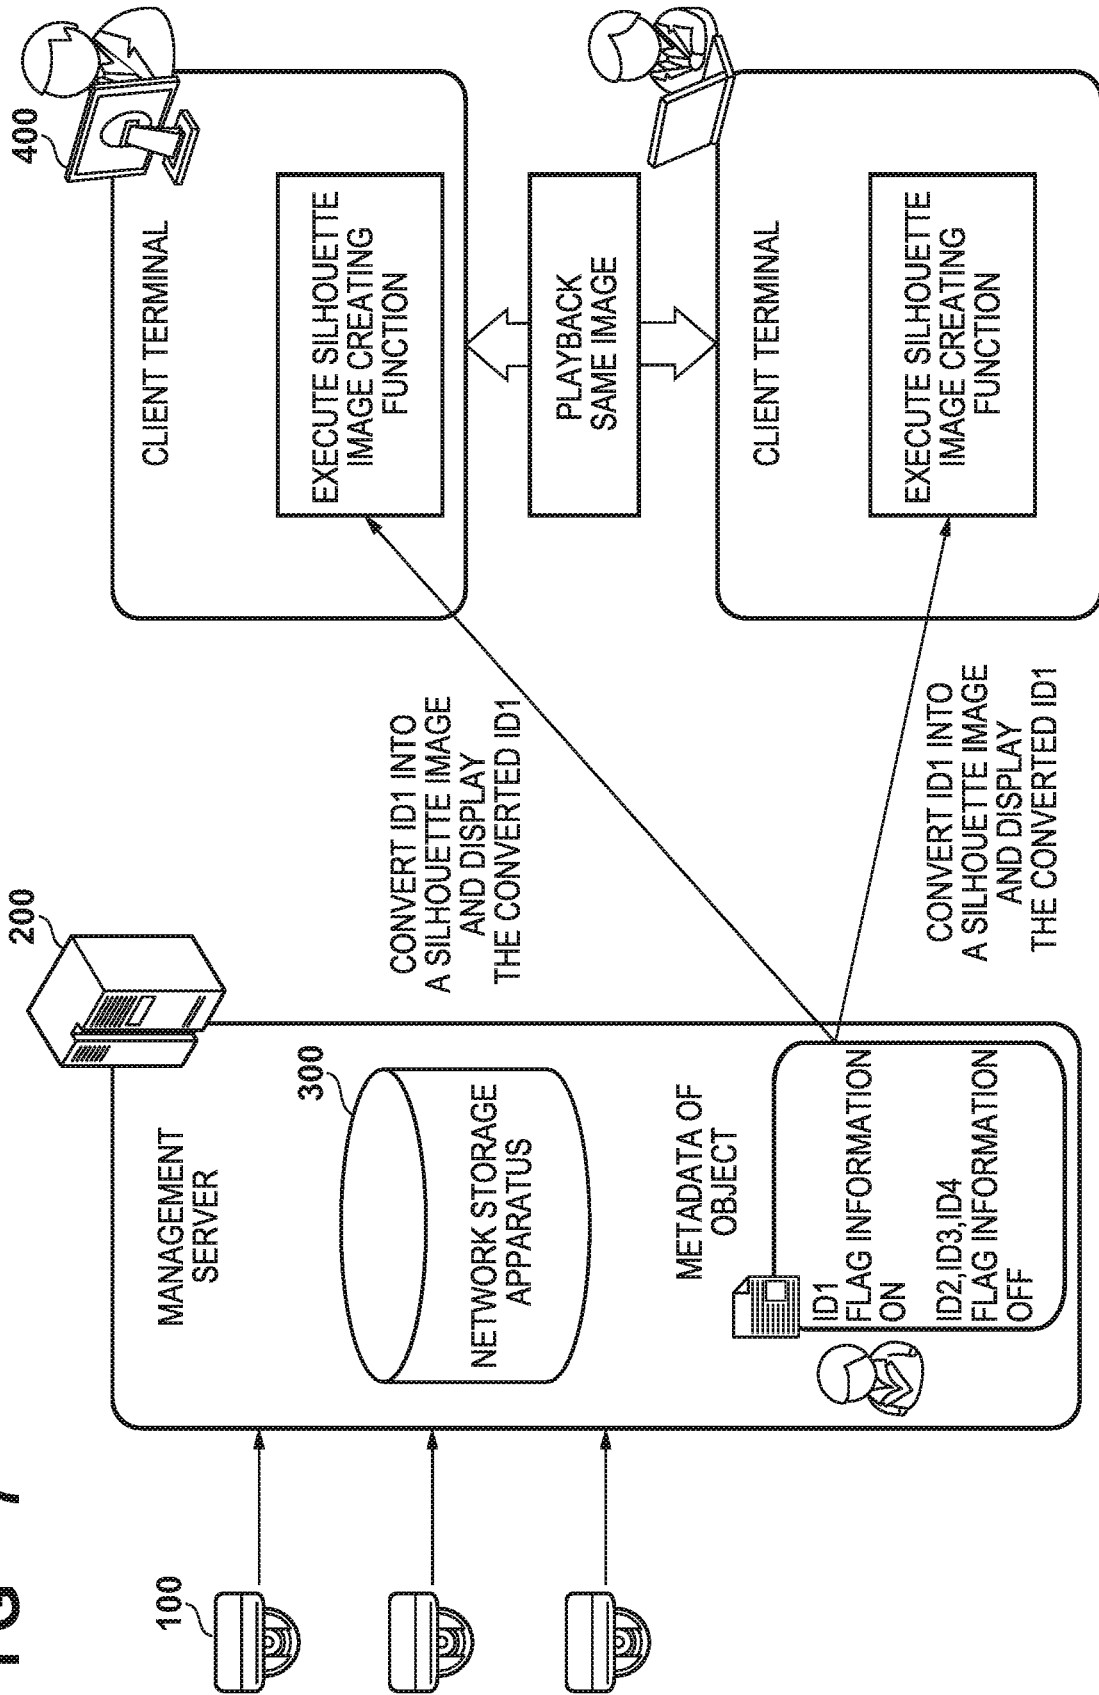 100
200
MANAGEMENT
SERVER
300
NETWORK STORAGE
APPARATUS
METADATA OF
OBJECT
ID1
FLAG INFORMATION
ON
ID2,ID3,ID4
FLAG INFORMATION
OFF
CONVERT ID1 INTO
A SILHOUETTE IMAGE
AND DISPLAY
THE CONVERTED ID1
CONVERT ID1 INTO
A SILHOUETTE IMAGE
AND DISPLAY
THE CONVERTED ID1
400
CLIENT TERMINAL
EXECUTE SILHOUETTE
IMAGE CREATING
FUNCTION
PLAYBACK
SAME IMAGE
CLIENT TERMINAL
EXECUTE SILHOUETTE
IMAGE CREATING
FUNCTION